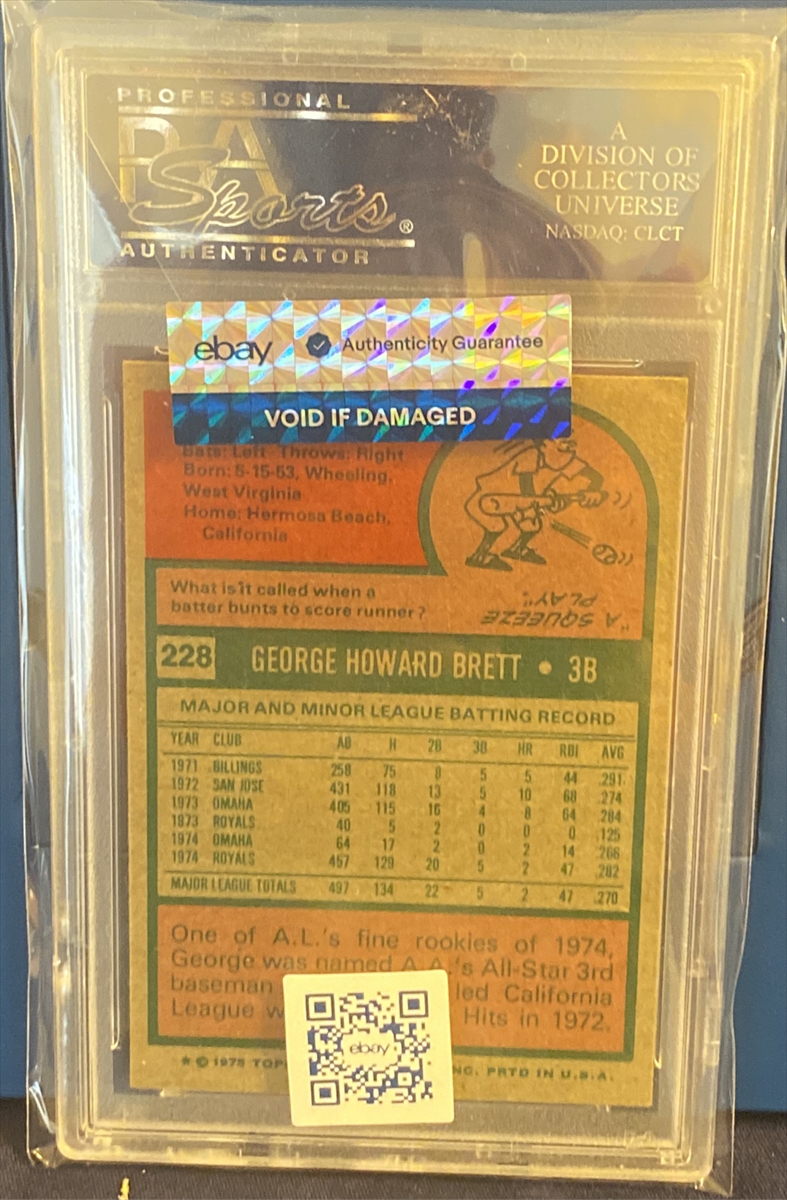 PROFESSIONAL
PSA
Sports®
AUTHENTICATOR
A
DIVISION OF
COLLECTORS
UNIVERSE
NASDAQ: CLCT
ebay Authenticity Guarantee
VOID IF DAMAGED
Bats: Left Throws: Right
Born: 5-15-53, Wheeling,
West Virginia
Home: Hermosa Beach,
California
What is it called when a
batter bunts to score runner?
"A SQUEEZE
PLAY".
228 GEORGE HOWARD BRETT • 3B
MAJOR AND MINOR LEAGUE BATTING RECORD
YEAR CLUB AB H 2B 3B HR RBI AVG
1971 BILLINGS 258 75 8 5 5 44 .291
1972 SAN JOSE 431 118 13 5 10 68 .274
1973 OMAHA 405 115 16 4 8 64 .284
1973 ROYALS 40 5 2 0 0 0 .125
1974 OMAHA 64 17 2 0 2 14 .266
1974 ROYALS 457 129 20 5 2 47 .282
MAJOR LEAGUE TOTALS 497 134 22 5 2 47 .270
One of A.L.'s fine rookies of 1974,
George was named A.A.'s All-Star 3rd
baseman led California
League Hits in 1972.
* © 1975 PRTD IN U.S.A.
ebay